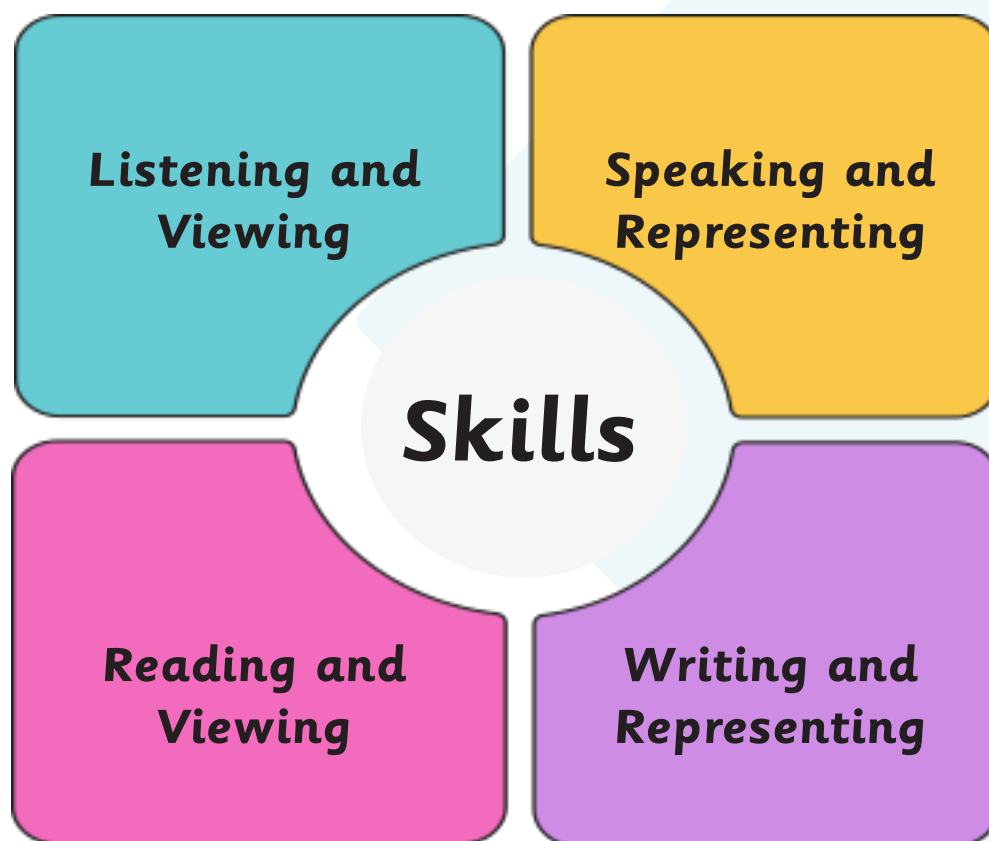 Listening and
Viewing
Speaking and
Representing
Skills
Reading and
Viewing
Writing and
Representing